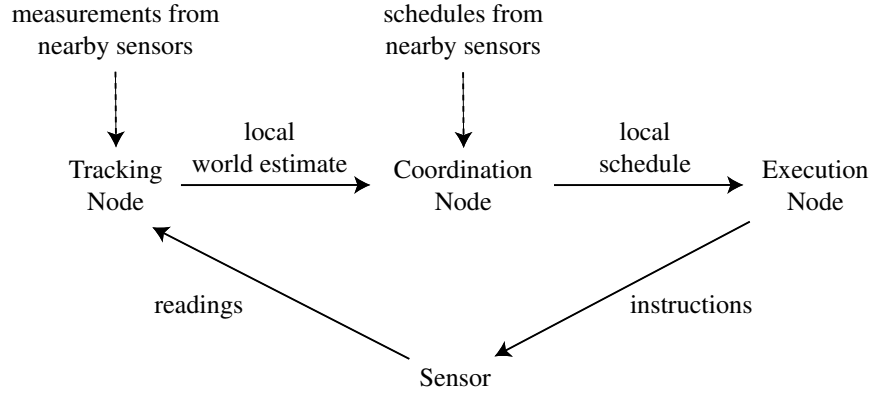 measurements from
nearby sensors
schedules from
nearby sensors
local
world estimate
local
schedule
Tracking
Node
Coordination
Node
Execution
Node
readings
instructions
Sensor